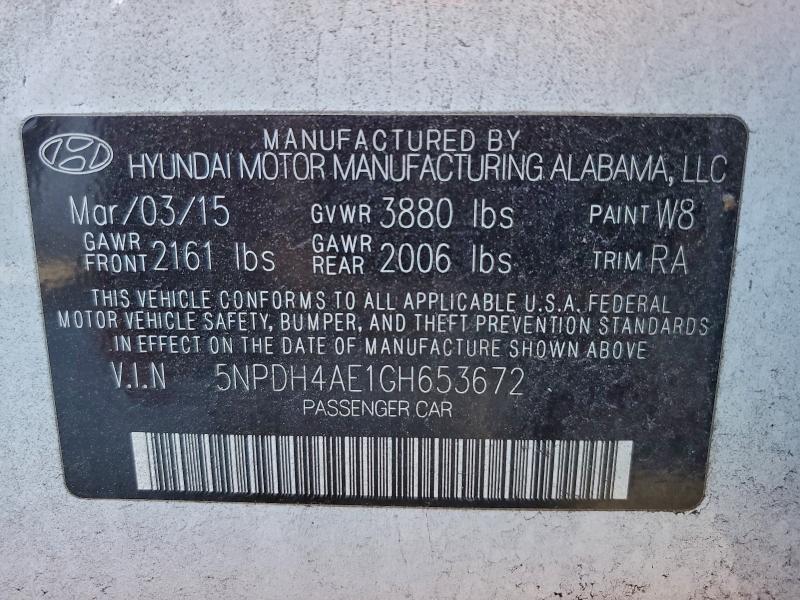 MANUFACTURED BY
HYUNDAI MOTOR MANUFACTURING ALABAMA, LLC
Mar/03/15 GVWR 3880 lbs PAINT W8
GAWR FRONT 2161 lbs GAWR REAR 2006 lbs TRIM RA
THIS VEHICLE CONFORMS TO ALL APPLICABLE U.S.A. FEDERAL
MOTOR VEHICLE SAFETY, BUMPER, AND THEFT PREVENTION STANDARDS
IN EFFECT ON THE DATE OF MANUFACTURE SHOWN ABOVE.
V.I.N 5NPDH4AE1GH653672
PASSENGER CAR